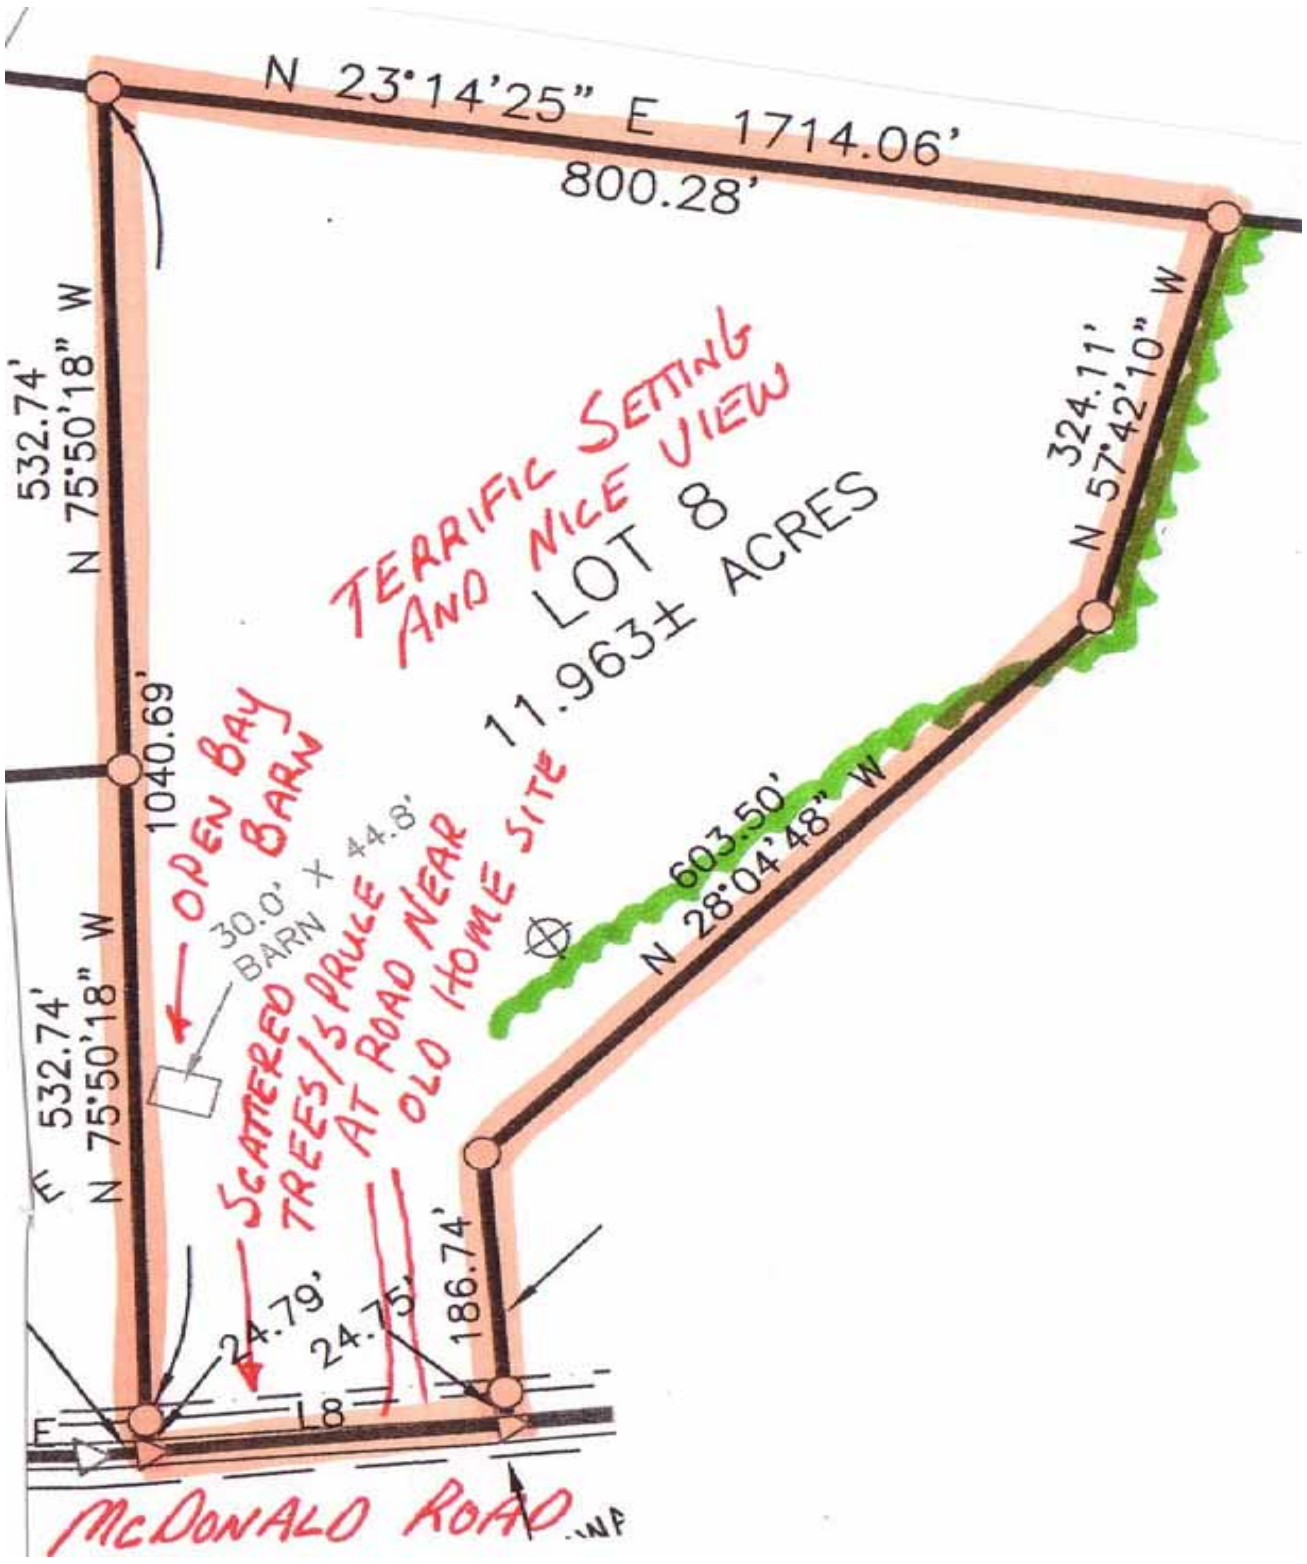 N 23°14'25" E 1714.06'
800.28'
532.74'
N 75°50'18" W
324.11'
N 57°42'10" W
TERRIFIC SETTING
AND NICE VIEW
LOT 8
11.963± ACRES
1040.69'
OPEN BAY
BARN
30.0' X 44.8'
BARN
603.50'
N 28°04'48" W
SCATTERED
TREES/SPRUCE
AT ROAD NEAR
OLD HOME SITE
532.74'
N 75°50'18" W
E
186.74'
24.79'
24.75'
L8
E
McDONALD ROAD